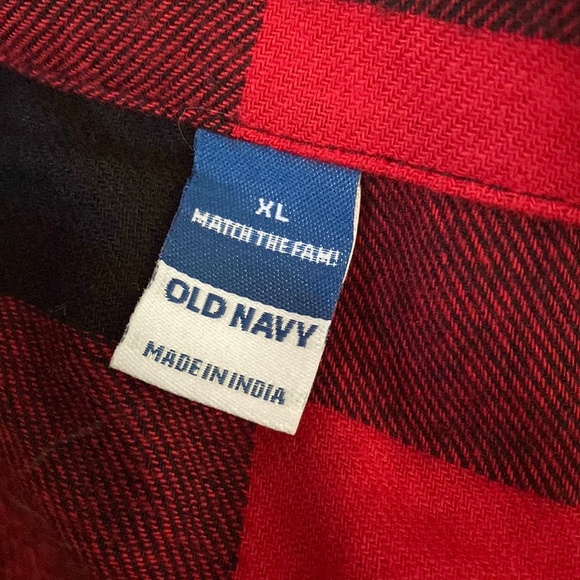 XL
MATCH THE FAM!
OLD NAVY
MADE IN INDIA